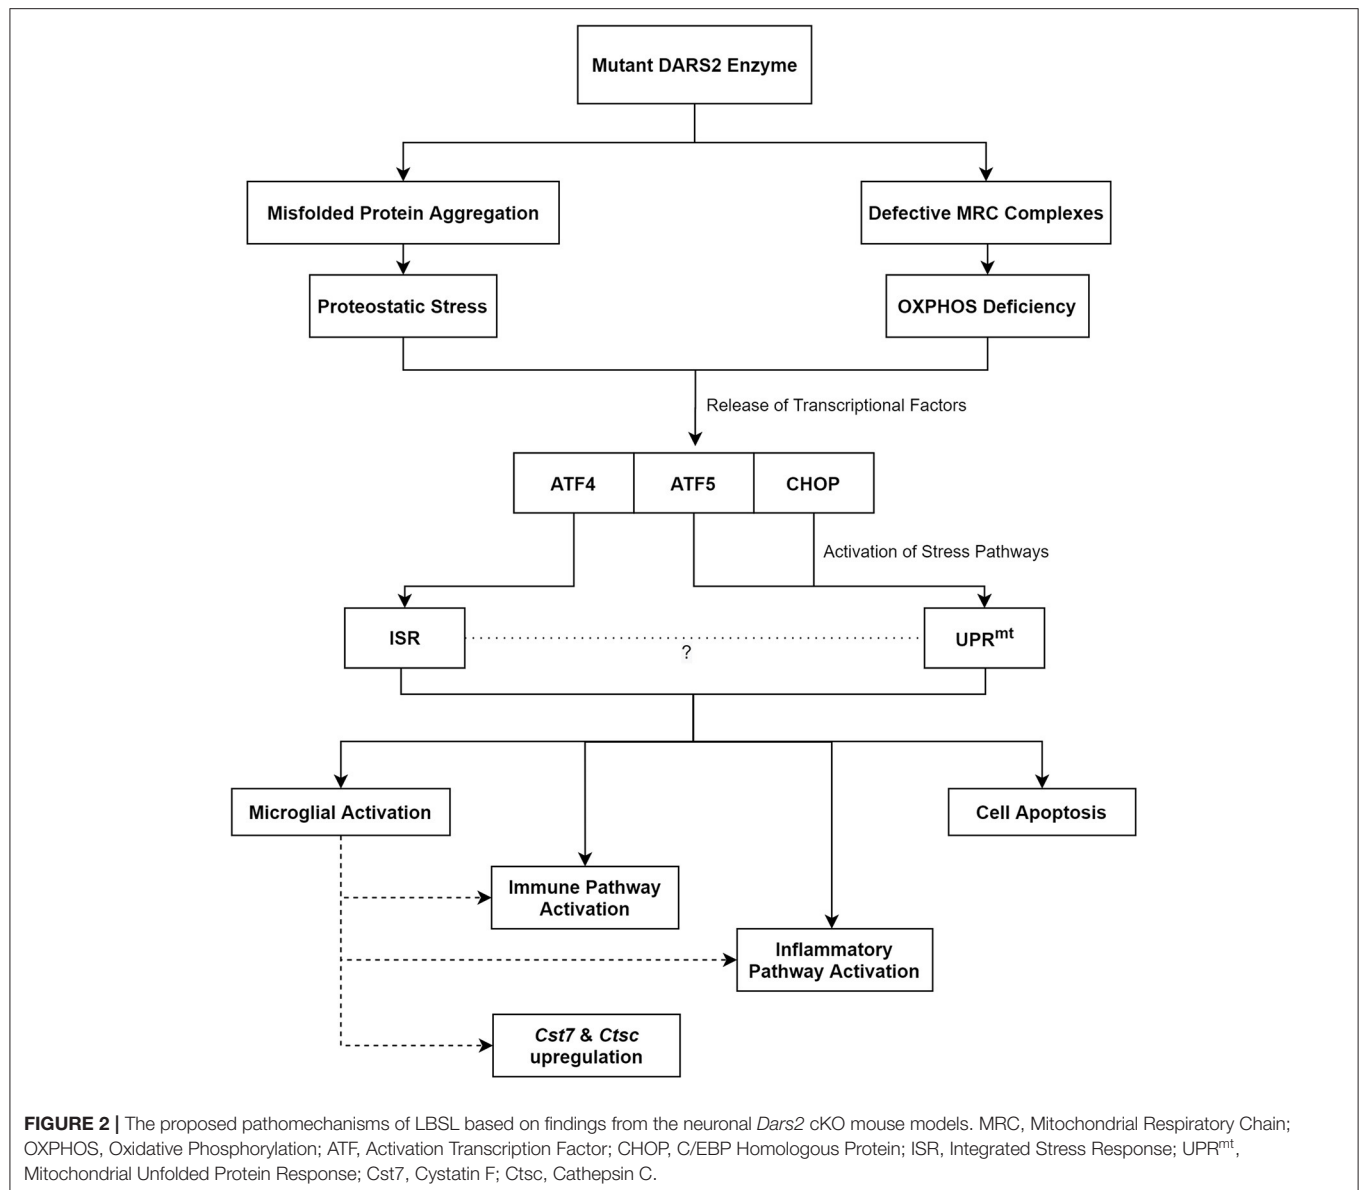 Mutant DARS2 Enzyme
Misfolded Protein Aggregation
Defective MRC Complexes
Proteostatic Stress
OXPHOS Deficiency
Release of Transcriptional Factors
ATF4
ATF5
CHOP
Activation of Stress Pathways
ISR
UPRmt
?
Microglial Activation
Cell Apoptosis
Immune Pathway
Activation
Inflammatory
Pathway Activation
Cst7 & Ctsc
upregulation
FIGURE 2 | The proposed pathomechanisms of LBSL based on findings from the neuronal Dars2 cKO mouse models. MRC, Mitochondrial Respiratory Chain;
OXPHOS, Oxidative Phosphorylation; ATF, Activation Transcription Factor; CHOP, C/EBP Homologous Protein; ISR, Integrated Stress Response; UPRmt,
Mitochondrial Unfolded Protein Response; Cst7, Cystatin F; Ctsc, Cathepsin C.